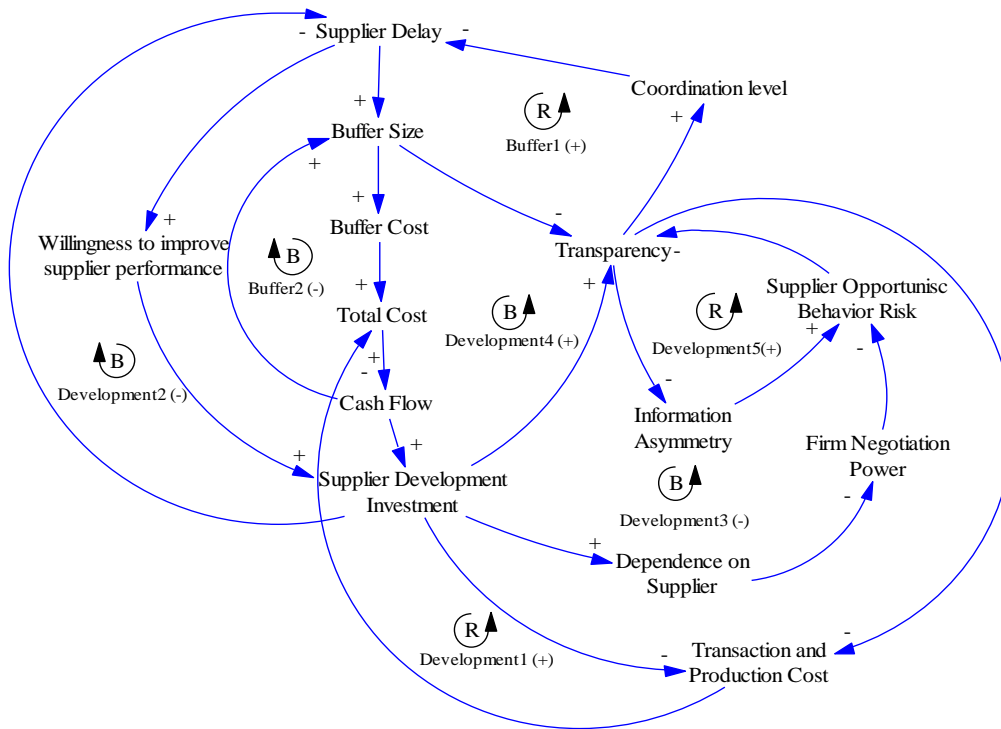 - Supplier Delay -
Coordination level
+
+
R
Buffer1 (+)
Buffer Size
+
+
-
Willingness to improve
supplier performance
+
Buffer Cost
B
Buffer2 (-)
Transparency -
+
+
Total Cost
B
Development4 (+)
R
Development5(+)
Supplier Opportunisc
Behavior Risk
+
-
+
-
B
Development2 (-)
Cash Flow
-
Information
Asymmetry
Firm Negotiation
Power
+
+
Supplier Development
Investment
B
Development3 (-)
-
+
Dependence on
Supplier
R
Development1 (+)
-
-
Transaction and
Production Cost